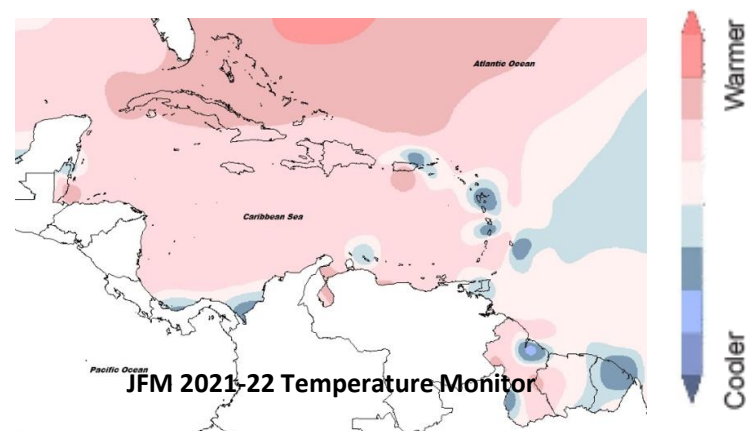 Atlantic Ocean
Warmer
Caribbean Sea
Pacific Ocean
JFM 2021-22 Temperature Monitor
Cooler